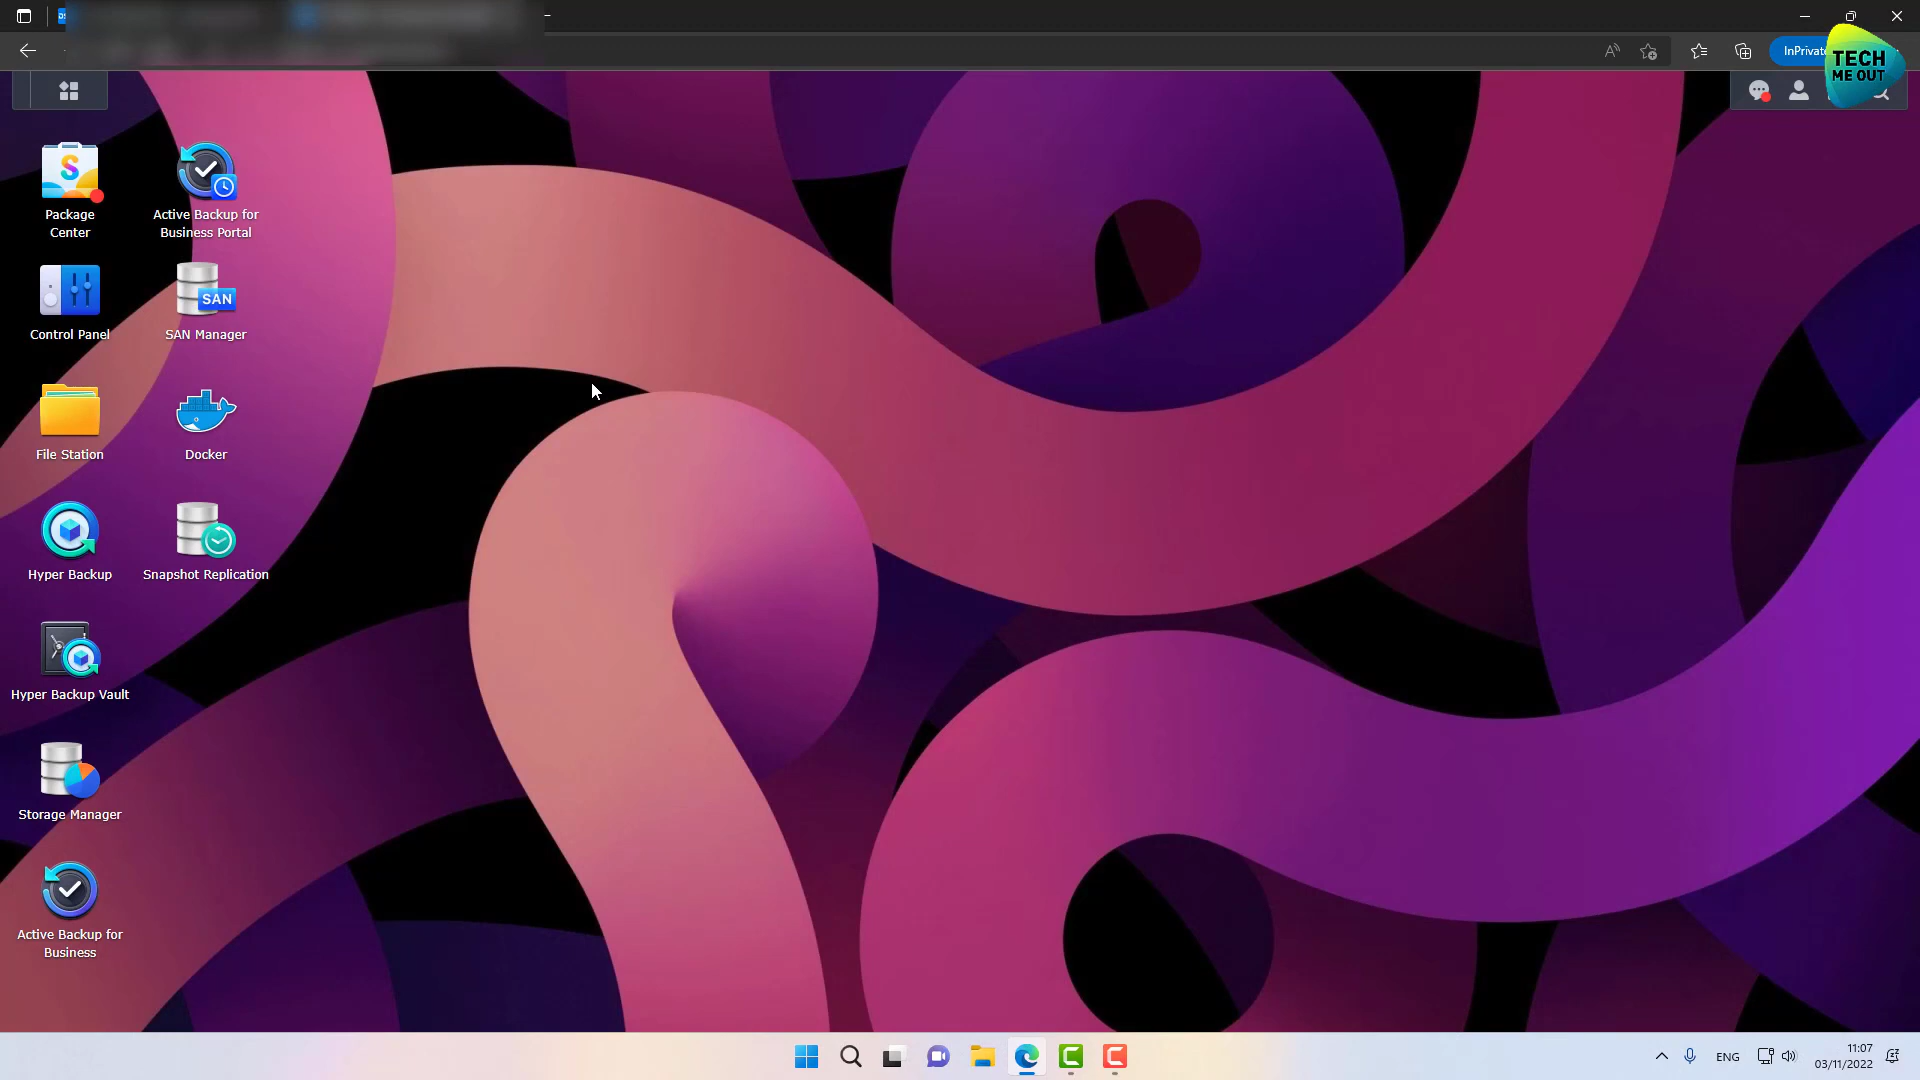 InPrivate
TECH
ME OUT
Package
Center
Active Backup for
Business Portal
Control Panel
SAN
SAN Manager
File Station
Docker
Hyper Backup
Snapshot Replication
Hyper Backup Vault
Storage Manager
Active Backup for
Business
ENG
11:07
03/11/2022